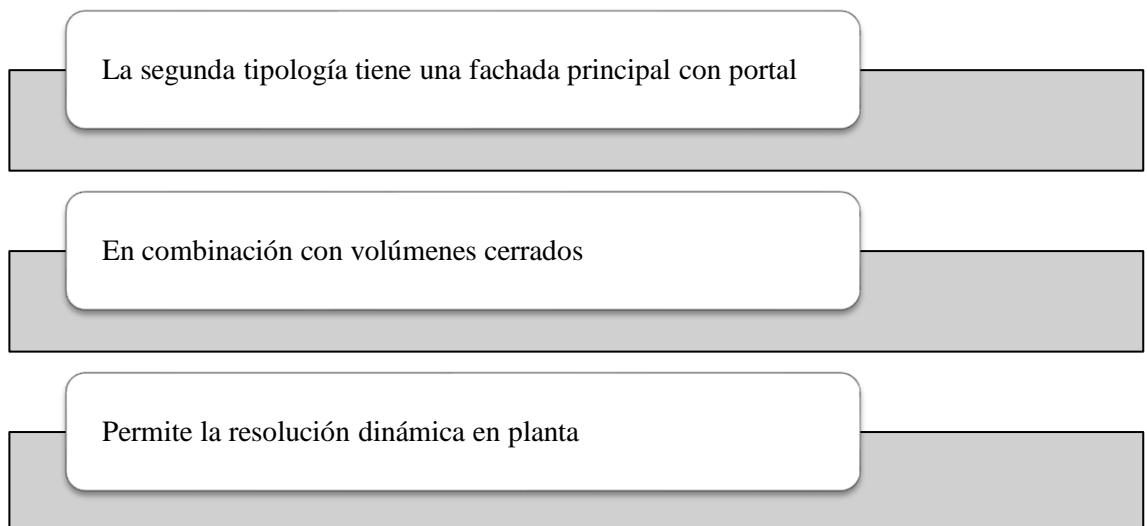 La segunda tipología tiene una fachada principal con portal
En combinación con volúmenes cerrados
Permite la resolución dinámica en planta